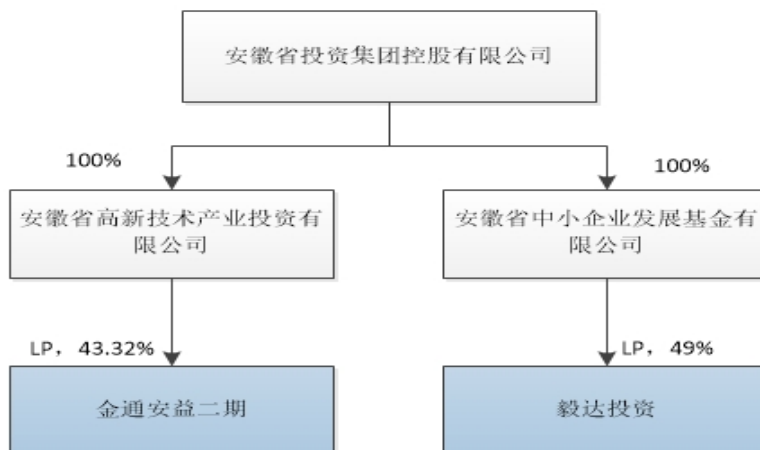 安徽省投资集团控股有限公司
100%
100%
安徽省高新技术产业投资有
限公司
安徽省中小企业发展基金有
限公司
LP，43.32%
LP，49%
金通安益二期
毅达投资